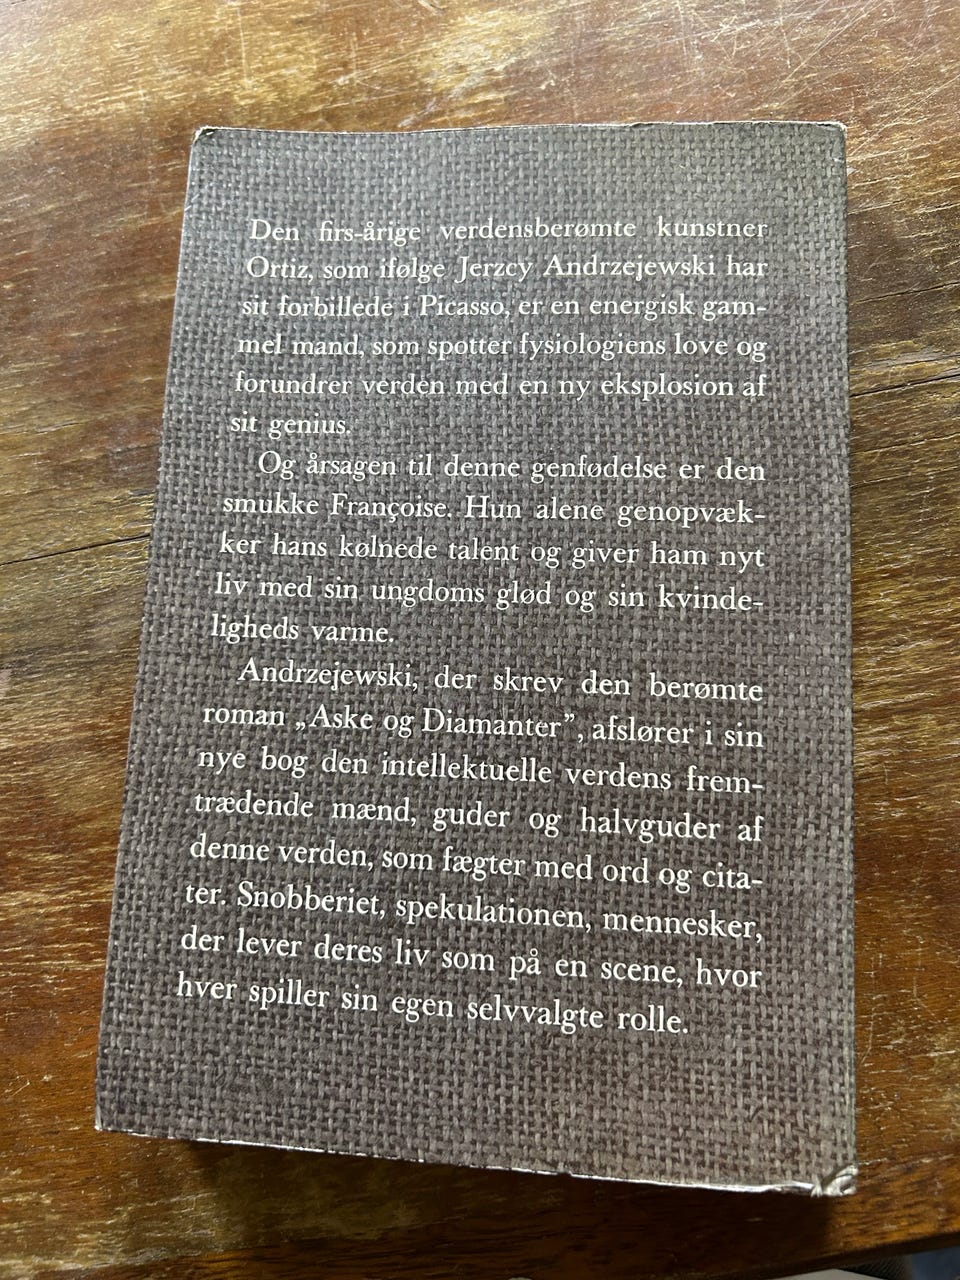 Den firs-årige verdensberømte kunstner
Ortiz, som ifølge Jerzcy Andrzejewski har
sit forbillede i Picasso, er en energisk gam-
mel mand, som spotter fysiologiens love og
forundrer verden med en ny eksplosion af
sit genius.
Og årsagen til denne genfødelse er den
smukke Françoise. Hun alene genopvæk-
ker hans kølnede talent og giver ham nyt
liv med sin ungdoms glød og sin kvinde-
ligheds varme.
Andrzejewski, der skrev den berømte
roman „Aske og Diamanter”, afslører i sin
nye bog den intellektuelle verdens frem-
trædende mænd, guder og halvguder af
denne verden, som fægter med ord og cita-
ter. Snobberiet, spekulationen, mennesker,
der lever deres liv som på en scene, hvor
hver spiller sin egen selvvalgte rolle.